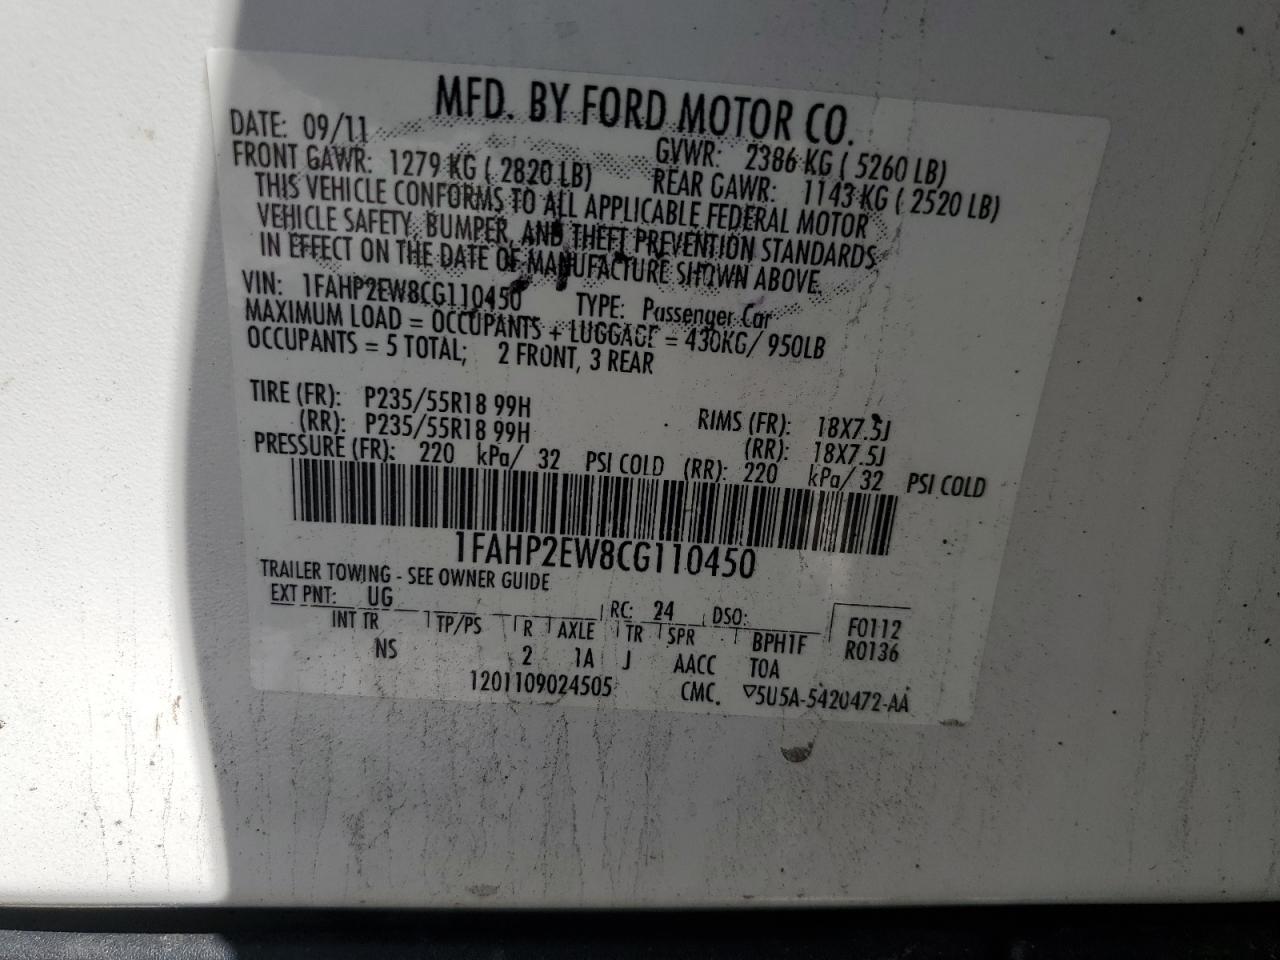 MFD. BY FORD MOTOR CO.
DATE: 09/11 GVWR: 2386 KG ( 5260 LB)
FRONT GAWR: 1279 KG ( 2820 LB) REAR GAWR: 1143 KG ( 2520 LB)
THIS VEHICLE CONFORMS TO ALL APPLICABLE FEDERAL MOTOR
VEHICLE SAFETY, BUMPER, AND THEFT PREVENTION STANDARDS
IN EFFECT ON THE DATE OF MANUFACTURE SHOWN ABOVE.
VIN: 1FAHP2EW8CG110450 TYPE: Passenger Car
MAXIMUM LOAD = OCCUPANTS + LUGGAGE = 430KG/ 950LB
OCCUPANTS = 5 TOTAL; 2 FRONT, 3 REAR
TIRE (FR): P235/55R18 99H RIMS (FR): 18X7.5J
(RR): P235/55R18 99H (RR): 18X7.5J
PRESSURE (FR): 220 kPa/ 32 PSI COLD (RR): 220 kPa/ 32 PSI COLD
1FAHP2EW8CG110450
TRAILER TOWING - SEE OWNER GUIDE
EXT PNT: UG RC: 24 DSO: F0112
INT TR TP/PS R AXLE TR SPR BPH1F R0136
NS 2 1A J AACC TOA
1201109024505 CMC. ▽5U5A-5420472-AA